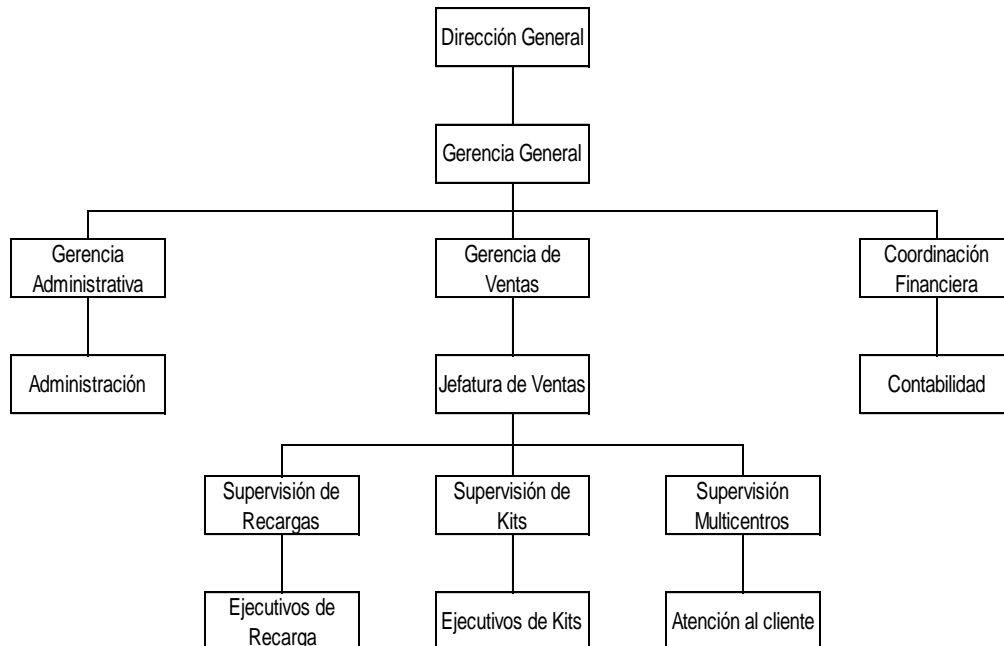 Dirección General
Gerencia General
Gerencia
Administrativa
Gerencia de
Ventas
Coordinación
Financiera
Administración
Jefatura de Ventas
Contabilidad
Supervisión de
Recargas
Supervisión de
Kits
Supervisión
Multicentros
Ejecutivos de
Recarga
Ejecutivos de Kits
Atención al cliente